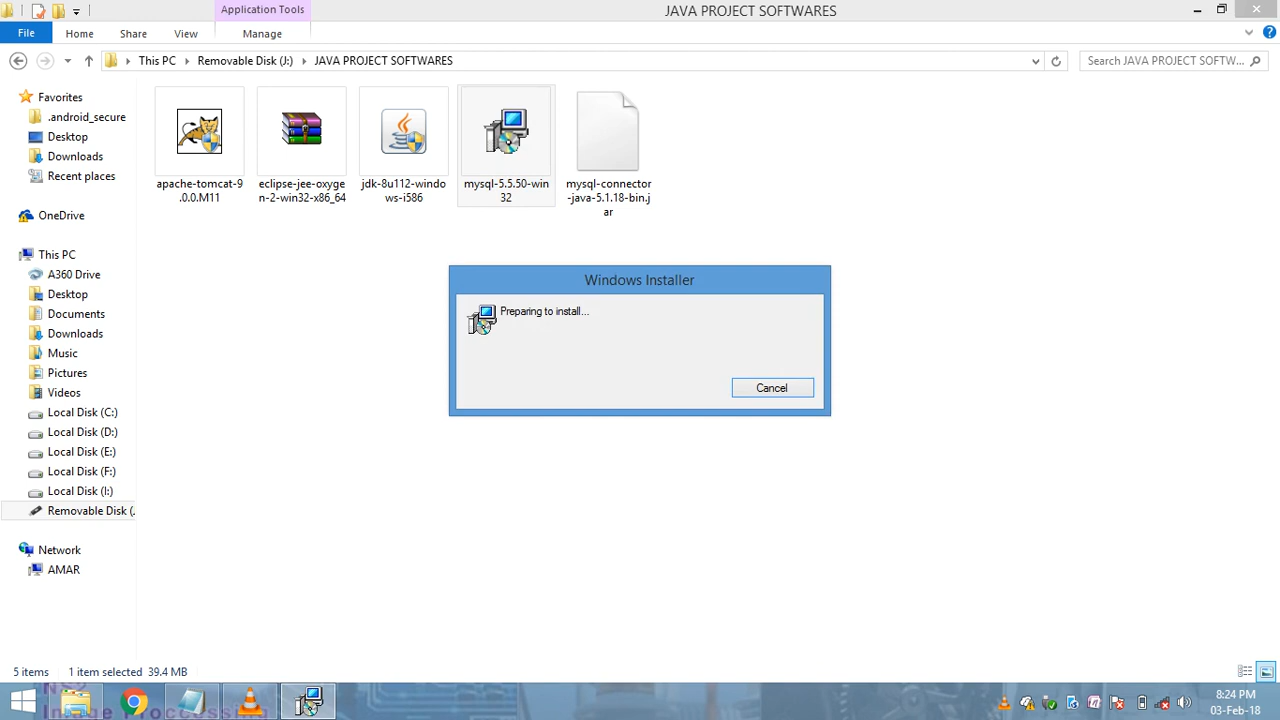 Application Tools
JAVA PROJECT SOFTWARES
File
Home
Share
View
Manage
This PC
Removable Disk (J:)
JAVA PROJECT SOFTWARES
Search JAVA PROJECT SOFTW...
Favorites
.android_secure
Desktop
Downloads
Recent places
OneDrive
This PC
A360 Drive
Desktop
Documents
Downloads
Music
Pictures
Videos
Local Disk (C:)
Local Disk (D:)
Local Disk (E:)
Local Disk (F:)
Local Disk (I:)
Removable Disk (
Network
AMAR
apache-tomcat-9
.0.0.M11
eclipse-jee-oxyge
n-2-win32-x86_64
jdk-8u112-windo
ws-i586
mysql-5.5.50-win
32
mysql-connector
-java-5.1.18-bin.j
ar
Windows Installer
Preparing to install...
Cancel
5 items
1 item selected 39.4 MB
8:24 PM
03-Feb-18